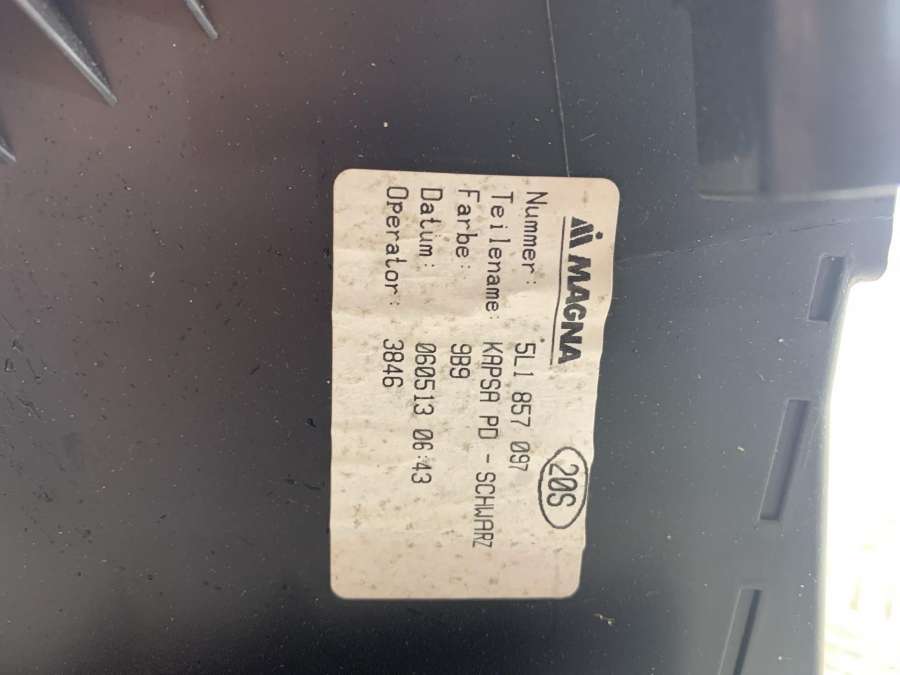 MAGNA
20S
Nummer: 5L1 857 097
Teilename: KAPSA PD - SCHWARZ
Farbe: 9B9
Datum: 060513 06:43
Operator: 3846